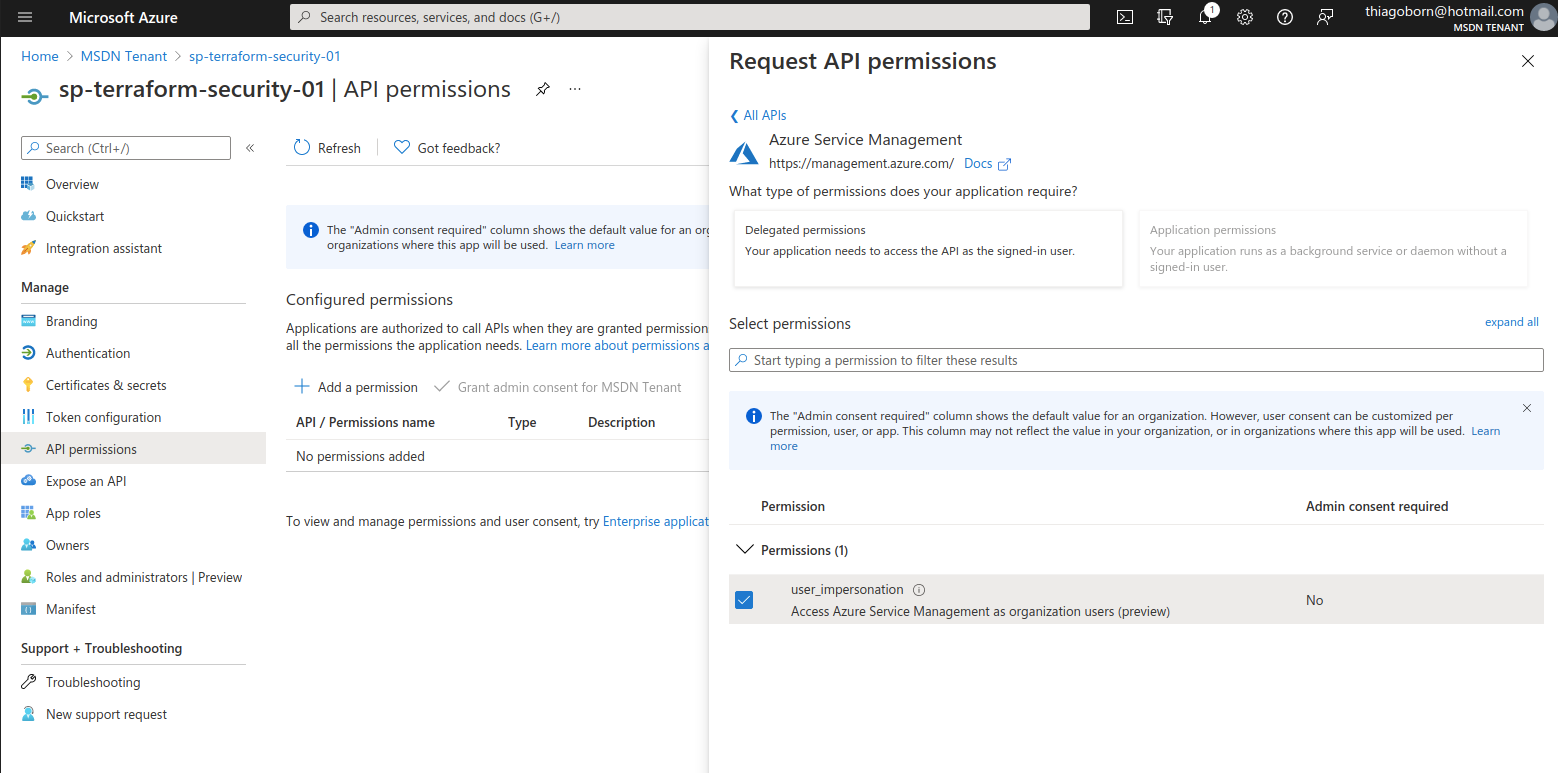 Microsoft Azure
Search resources, services, and docs (G+/)
1
thiagoborn@hotmail.com
MSDN TENANT
Home > MSDN Tenant > sp-terraform-security-01
sp-terraform-security-01 | API permissions
...
Search (Ctrl+/)
«
Overview
Quickstart
Integration assistant
Manage
Branding
Authentication
Certificates & secrets
Token configuration
API permissions
Expose an API
App roles
Owners
Roles and administrators | Preview
Manifest
Support + Troubleshooting
Troubleshooting
New support request
Refresh
Got feedback?
The "Admin consent required" column shows the default value for an org
organizations where this app will be used. Learn more
Configured permissions
Applications are authorized to call APIs when they are granted permission
all the permissions the application needs. Learn more about permissions a
Add a permission
Grant admin consent for MSDN Tenant
API / Permissions name Type Description
No permissions added
To view and manage permissions and user consent, try Enterprise applicat
Request API permissions
All APIs
Azure Service Management
https://management.azure.com/ Docs
What type of permissions does your application require?
Delegated permissions
Your application needs to access the API as the signed-in user.
Application permissions
Your application runs as a background service or daemon without a
signed-in user.
Select permissions
expand all
Start typing a permission to filter these results
The "Admin consent required" column shows the default value for an organization. However, user consent can be customized per
permission, user, or app. This column may not reflect the value in your organization, or in organizations where this app will be used. Learn
more
Permission Admin consent required
Permissions (1)
user_impersonation
Access Azure Service Management as organization users (preview)
No